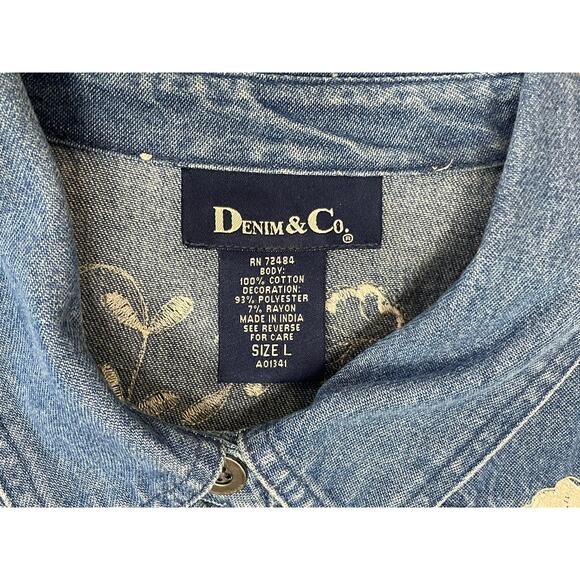 DENIM & CO.®
RN 72484
BODY:
100% COTTON
DECORATION:
93% POLYESTER
7% RAYON
MADE IN INDIA
SEE REVERSE
FOR CARE
SIZE L
A01341